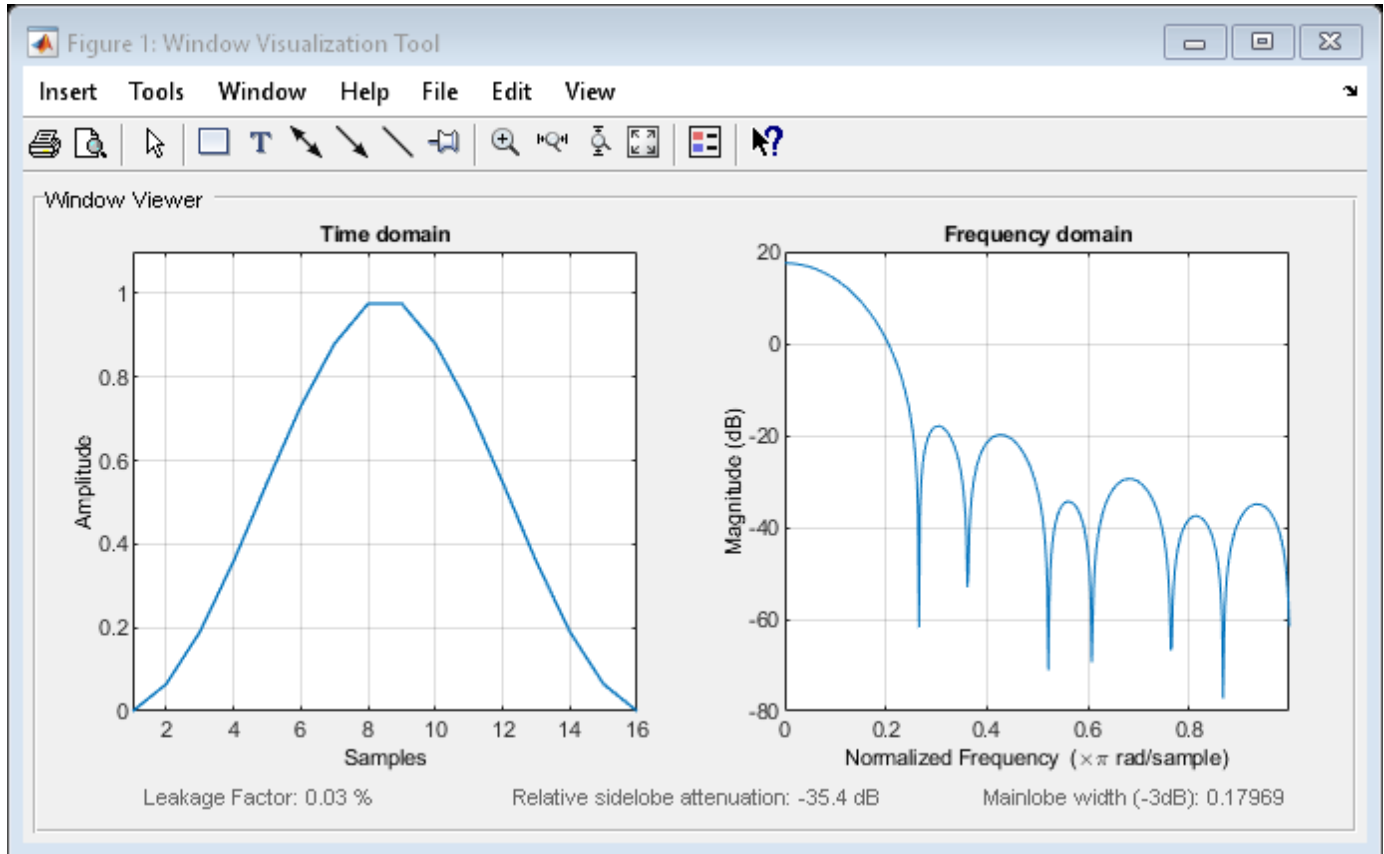 Figure 1: Window Visualization Tool
Insert Tools Window Help File Edit View
T
?
Window Viewer
Time domain
1
0.8
0.6
0.4
0.2
0
Amplitude
2 4 6 8 10 12 14 16
Samples
Frequency domain
20
0
-20
-40
-60
-80
Magnitude (dB)
0 0.2 0.4 0.6 0.8
Normalized Frequency (×π rad/sample)
Leakage Factor: 0.03 % Relative sidelobe attenuation: -35.4 dB Mainlobe width (-3dB): 0.17969